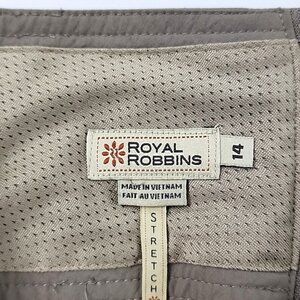 ROYAL
ROBBINS
14
MADE IN VIETNAM
FAIT AU VIETNAM
STRETCH